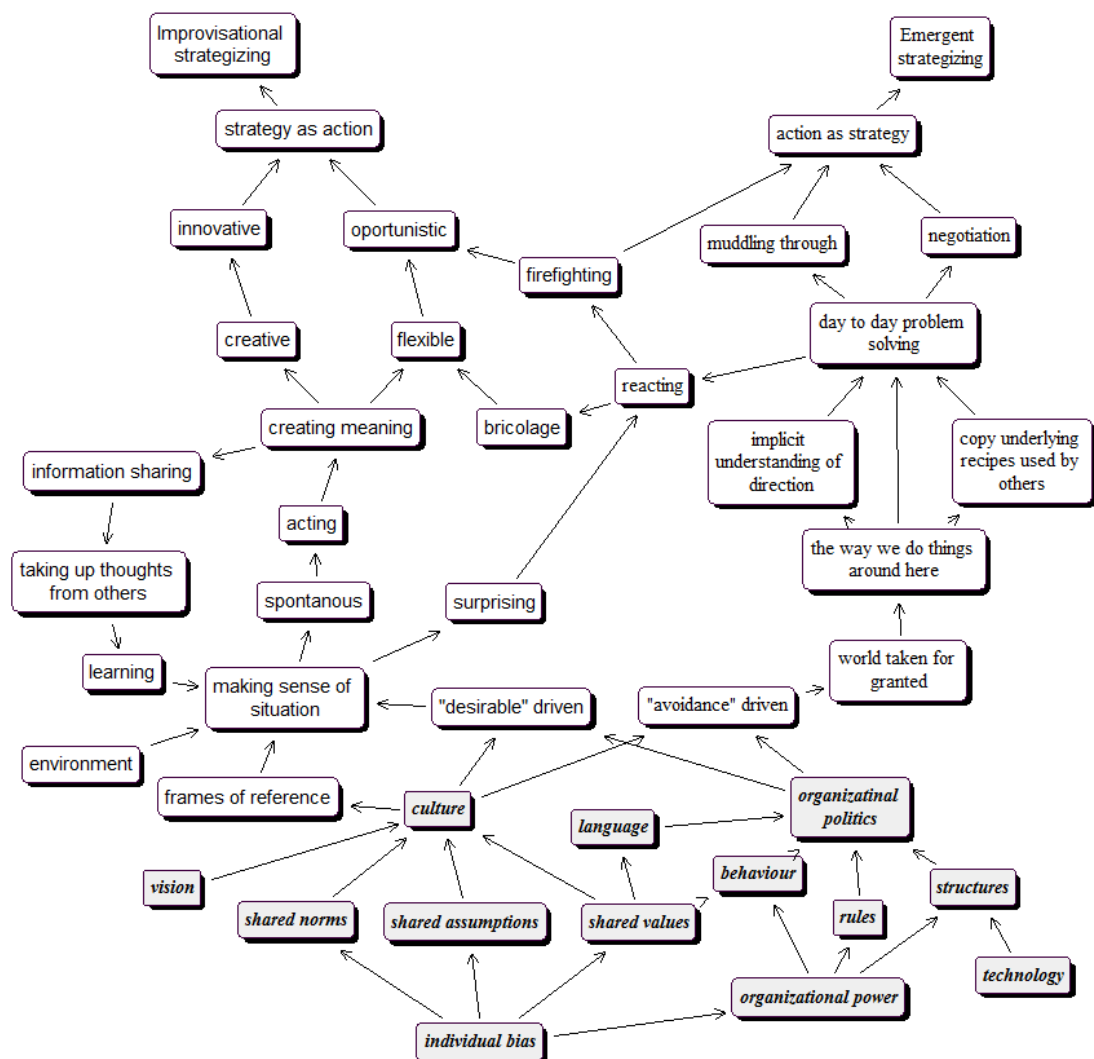 Improvisational
strategizing
Emergent
strategizing
strategy as action
action as strategy
innovative
oportunistic
muddling through
negotiation
firefighting
creative
flexible
day to day problem
solving
reacting
creating meaning
bricolage
implicit
understanding of
direction
copy underlying
recipes used by
others
information sharing
acting
the way we do things
around here
taking up thoughts
from others
spontanous
surprising
learning
making sense of
situation
"desirable" driven
"avoidance" driven
world taken for
granted
environment
frames of reference
culture
language
organizatinal
politics
vision
shared norms
shared assumptions
shared values
behaviour
rules
structures
technology
organizational power
individual bias